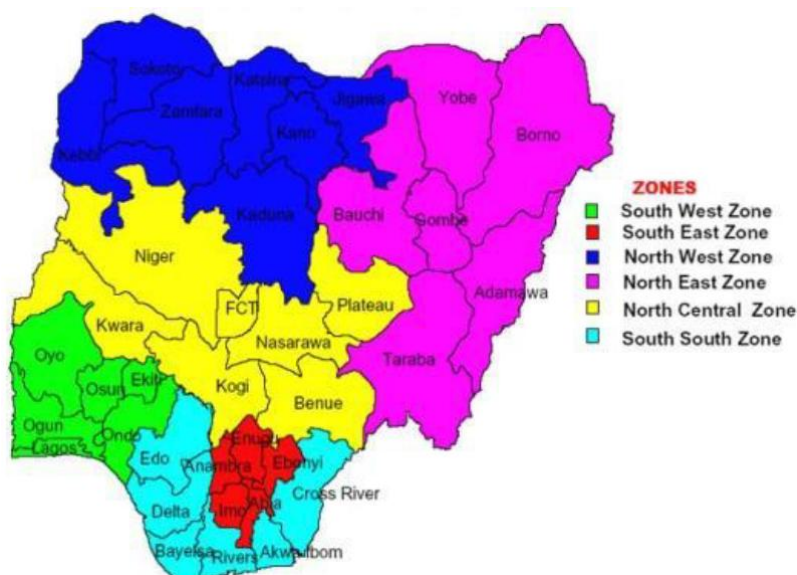 Sokoto
Katsina
Zamfara
Jigawa
Yobe
Kano
Borno
Kebbi
ZONES
South West Zone
South East Zone
North West Zone
North East Zone
North Central Zone
South South Zone
Kaduna
Bauchi
Gombe
Niger
Adamawa
FCT
Plateau
Kwara
Nasarawa
Oyo
Taraba
Ekiti
Osun
Kogi
Benue
Ogun
Ondo
Lagos
Enugu
Edo
Anambra
Ebonyi
Cross River
Abia
Imo
Delta
Bayelsa
Rivers
Akwa Ibom